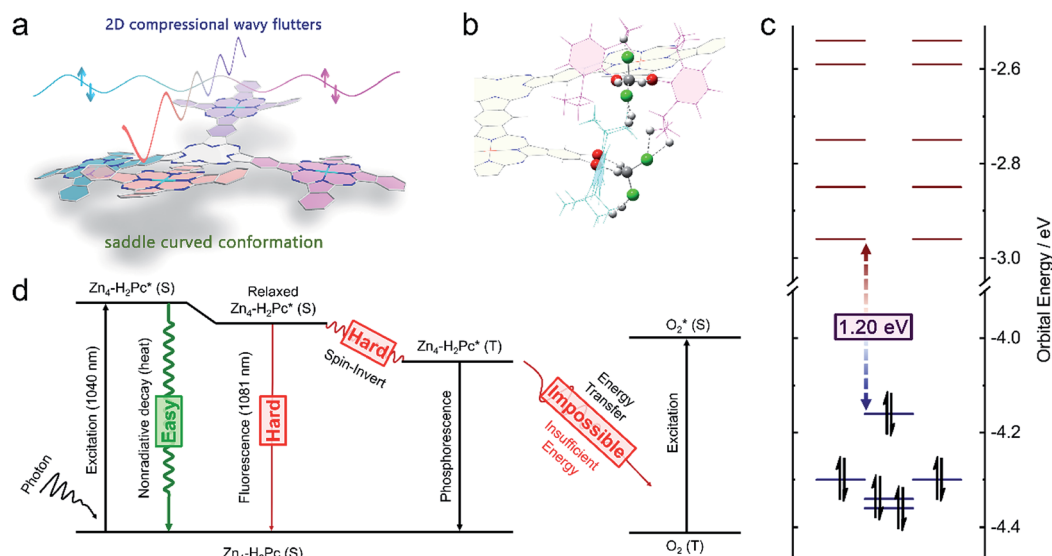 a
2D compressional wavy flutters
saddle curved conformation
b
c
-2.6
-2.8
-3.0
-4.0
-4.2
-4.4
Orbital Energy / eV
1.20 eV
d
Zn4-H2Pc* (S)
Relaxed
Zn4-H2Pc* (S)
Hard
Spin-Invert
Zn4-H2Pc* (T)
O2* (S)
Photon
Excitation (1040 nm)
Nonradiative decay (heat)
Easy
Fluorescence (1081 nm)
Hard
Phosphorescence
Energy
Transfer
Impossible
Insufficient
Energy
Excitation
Zn4-H2Pc (S)
O2 (T)